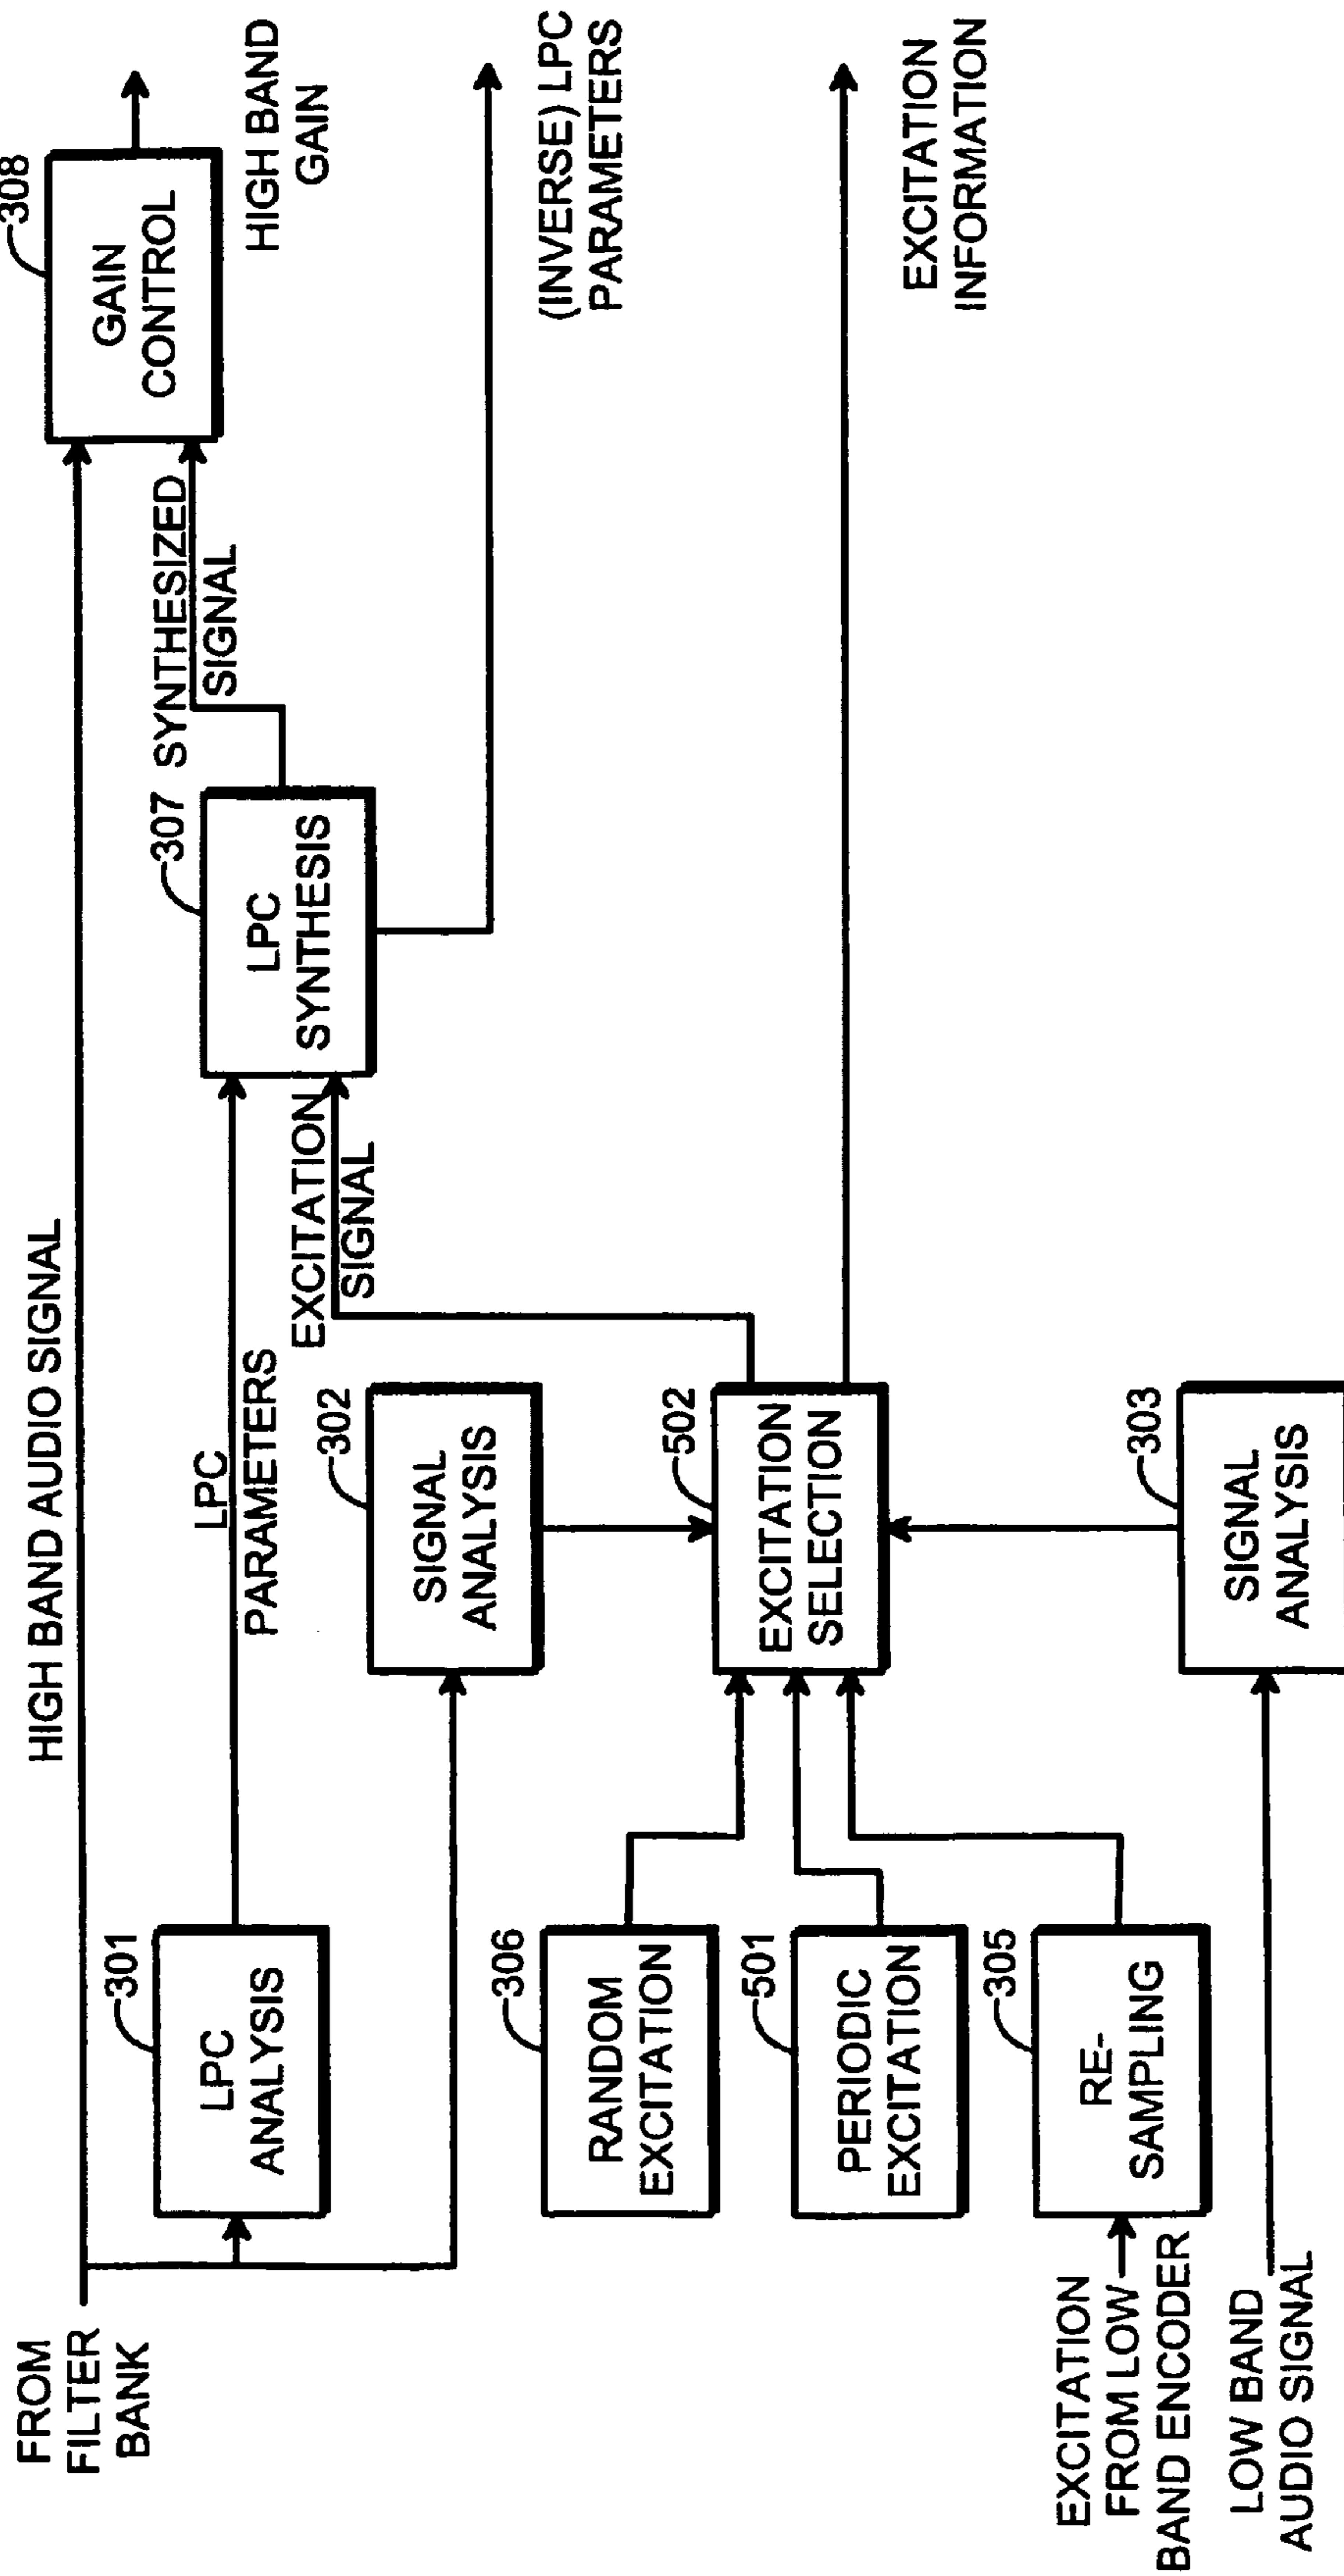 FROM
FILTER
BANK
HIGH BAND AUDIO SIGNAL
308
GAIN
CONTROL
HIGH BAND
GAIN
301
LPC
ANALYSIS
LPC
PARAMETERS
307
LPC
SYNTHESIS
SYNTHESIZED
SIGNAL
(INVERSE) LPC
PARAMETERS
302
SIGNAL
ANALYSIS
EXCITATION
SIGNAL
306
RANDOM
EXCITATION
501
PERIODIC
EXCITATION
502
EXCITATION
SELECTION
EXCITATION
INFORMATION
EXCITATION
FROM LOW
BAND ENCODER
305
RE-
SAMPLING
303
SIGNAL
ANALYSIS
LOW BAND
AUDIO SIGNAL